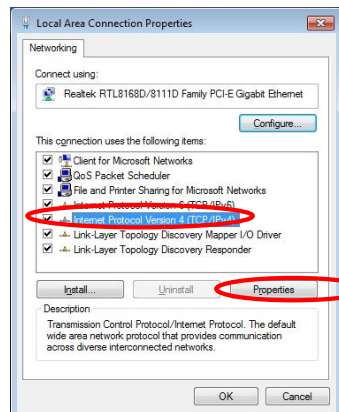 Local Area Connection Properties
Networking
Connect using:
Realtek RTL8168D/8111D Family PCI-E Gigabit Ethernet
Configure...
This connection uses the following items:
Client for Microsoft Networks
QoS Packet Scheduler
File and Printer Sharing for Microsoft Networks
Internet Protocol Version 6 (TCP/IPv6)
Internet Protocol Version 4 (TCP/IPv4)
Link-Layer Topology Discovery Mapper I/O Driver
Link-Layer Topology Discovery Responder
Install... Uninstall Properties
Description
Transmission Control Protocol/Internet Protocol. The default
wide area network protocol that provides communication
across diverse interconnected networks.
OK Cancel